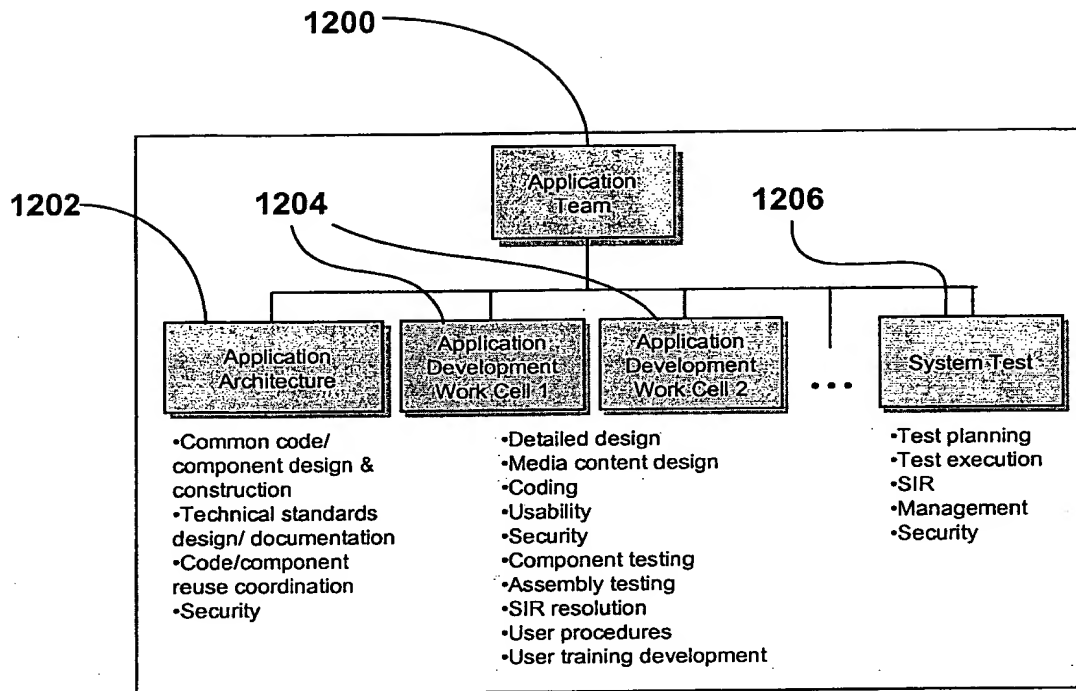 1200
Application
Team
1202
1204
1206
Application
Architecture
Application
Development
Work Cell 1
Application
Development
Work Cell 2
...
System Test
•Common code/
component design &
construction
•Technical standards
design/ documentation
•Code/component
reuse coordination
•Security
•Detailed design
•Media content design
•Coding
•Usability
•Security
•Component testing
•Assembly testing
•SIR resolution
•User procedures
•User training development
•Test planning
•Test execution
•SIR
•Management
•Security